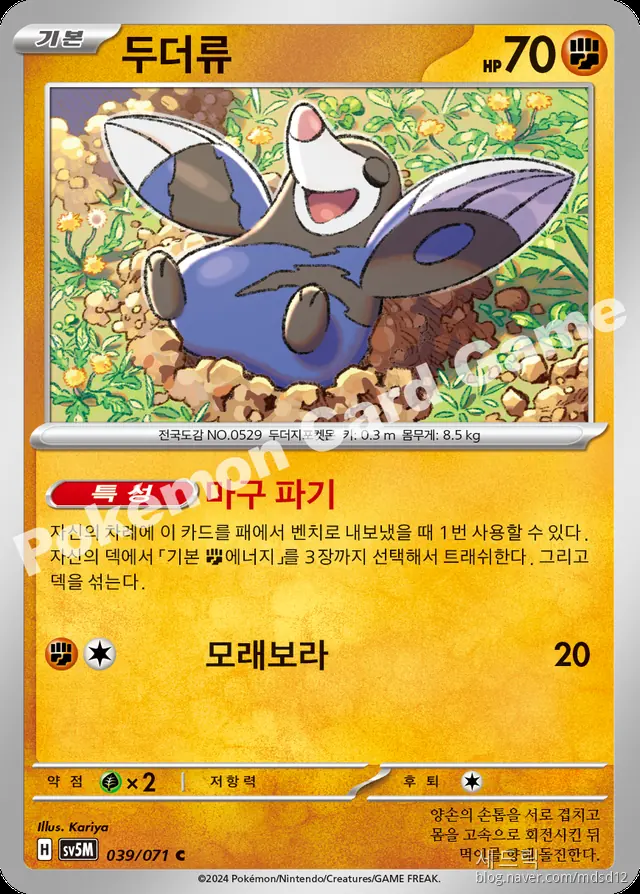 기본 두더류 HP 70
전국도감 NO.0529 두더지포켓몬 키: 0.3 m 몸무게: 8.5 kg
특성 마구 파기
자신의 차례에 이 카드를 패에서 벤치로 내보냈을 때 1번 사용할 수 있다.
자신의 덱에서 「기본 에너지」를 3장까지 선택해서 트래쉬한다. 그리고
덱을 섞는다.
모래보라 20
약점 ×2 저항력 후퇴
양손의 손톱을 서로 겹치고
몸을 고속으로 회전시킨 뒤
먹이를 향해 돌진한다.
Illus. Kariya
H sv5M 039/071 C
©2024 Pokémon/Nintendo/Creatures/GAME FREAK.
Pokémon Card Game
세드릭
blog.naver.com/mdsd12